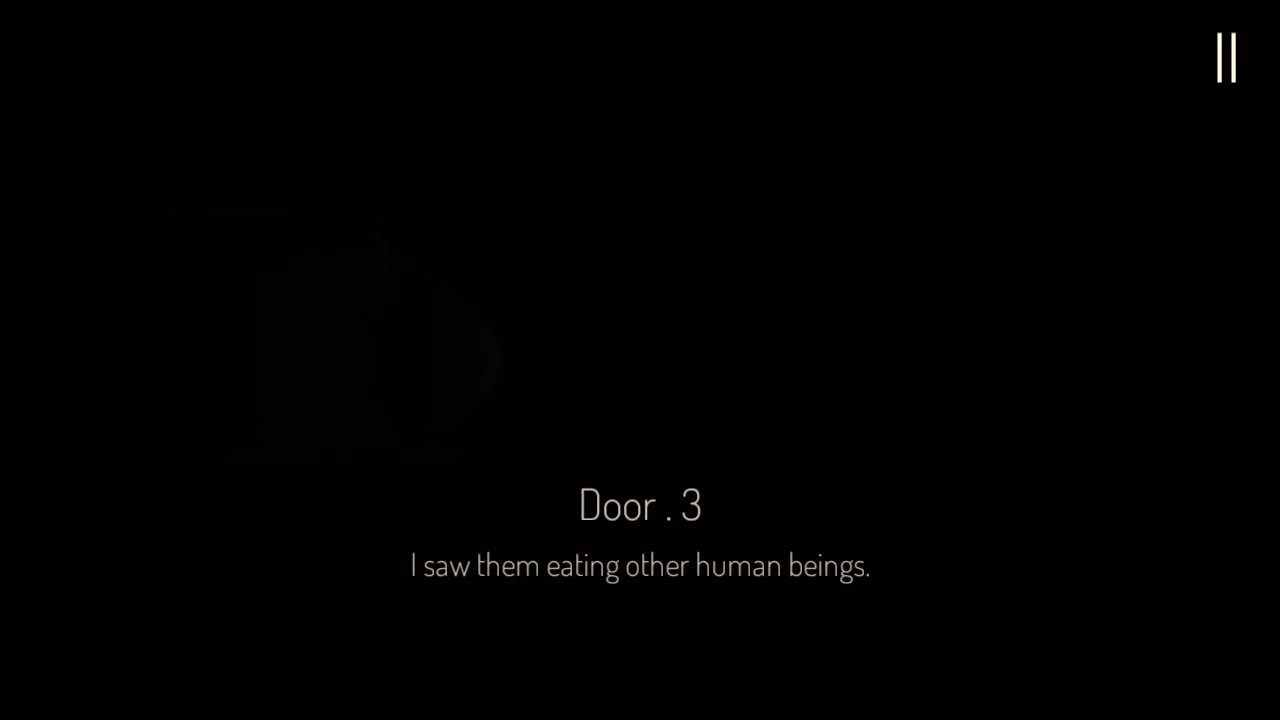 Door . 3
I saw them eating other human beings.